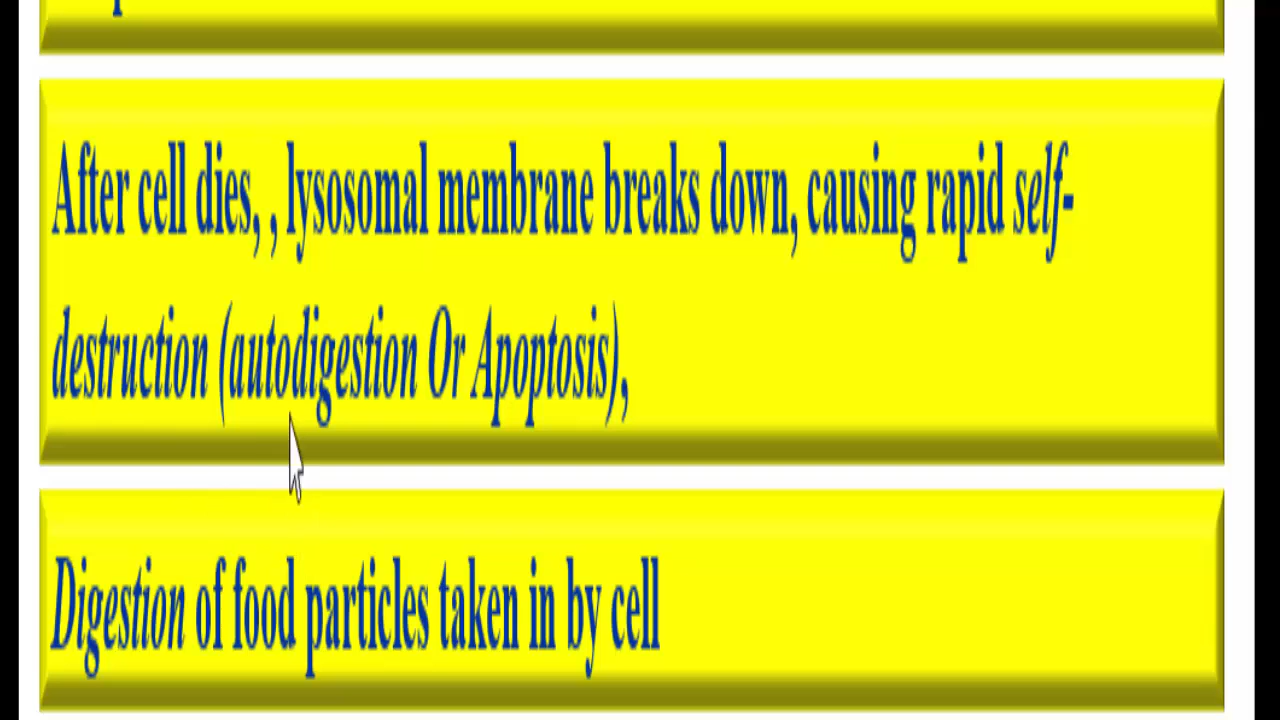 After cell dies, , lysosomal membrane breaks down, causing rapid self-
destruction (autodigestion Or Apoptosis),
Digestion of food particles taken in by cell